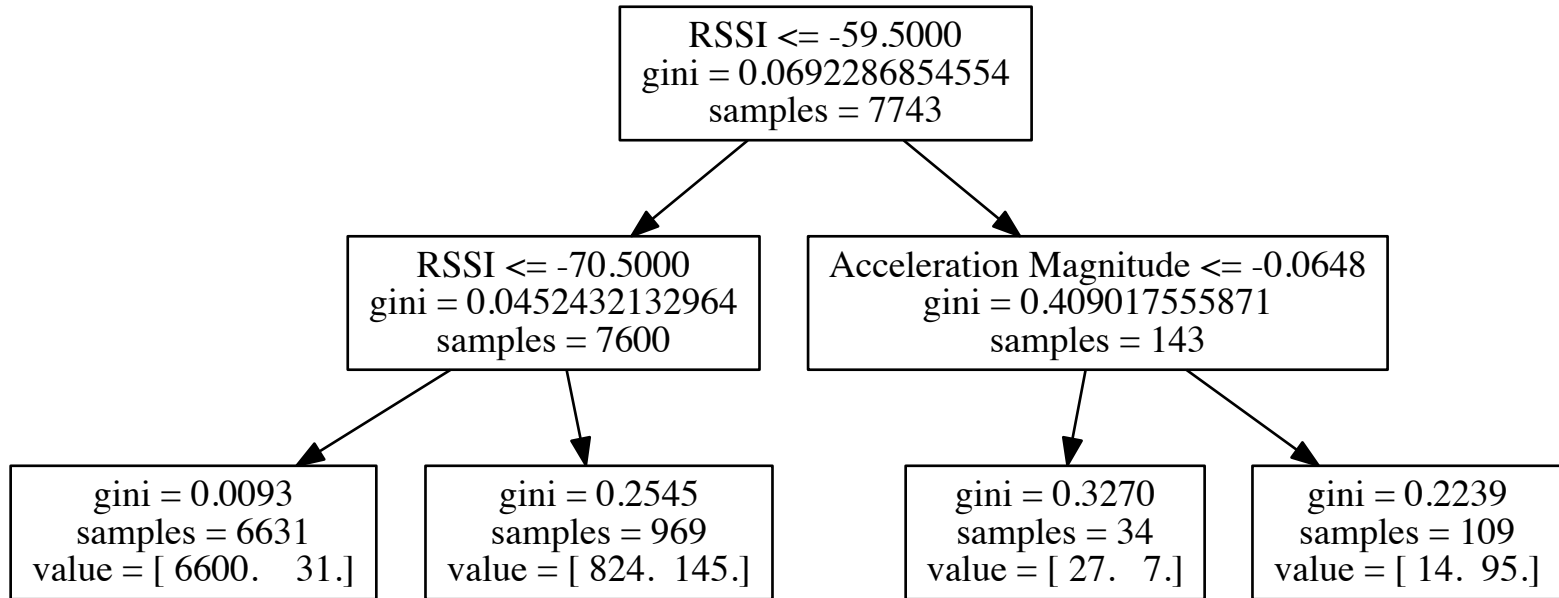 RSSI <= -59.5000
gini = 0.0692286854554
samples = 7743
RSSI <= -70.5000
gini = 0.0452432132964
samples = 7600
Acceleration Magnitude <= -0.0648
gini = 0.409017555871
samples = 143
gini = 0.0093
samples = 6631
value = [ 6600.    31.]
gini = 0.2545
samples = 969
value = [ 824.  145.]
gini = 0.3270
samples = 34
value = [ 27.   7.]
gini = 0.2239
samples = 109
value = [ 14.  95.]